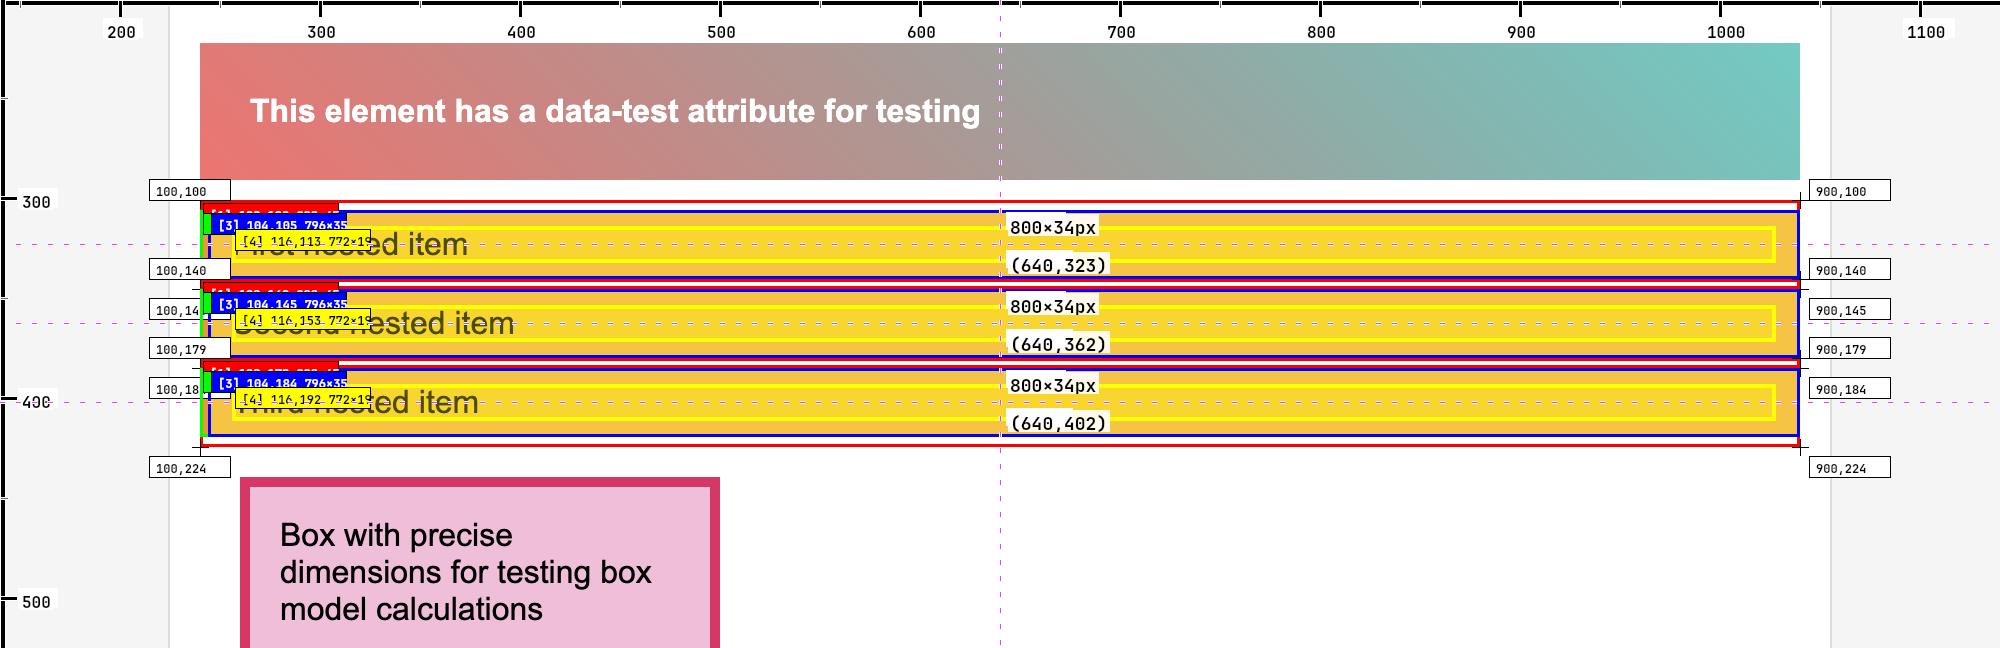 200 300 400 500 600 700 800 900 1000 1100
This element has a data-test attribute for testing
100,100 900,100
300
[3] 104,105 796×35
800×34px
[4] 116,113 772×19
nested item
100,140 (640,323) 900,140
[3] 104,145 796×35
100,14 800×34px 900,145
[4] 116,153 772×19
Second nested item
100,179 (640,362) 900,179
[3] 104,184 796×35
100,18 800×34px 900,184
400
[4] 116,192 772×19
Third nested item
(640,402)
100,224 900,224
Box with precise
dimensions for testing box
500
model calculations